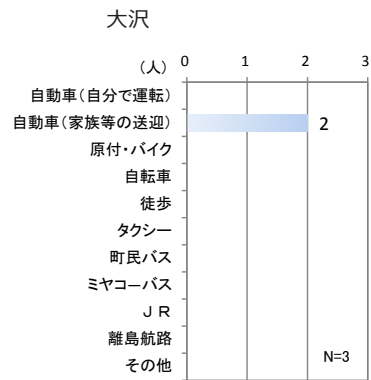 大沢
(人) 0 1 2 3
自動車(自分で運転)
自動車(家族等の送迎) 2
原付・バイク
自転車
徒歩
タクシー
町民バス
ミヤコーバス
ＪＲ
離島航路
その他 N=3